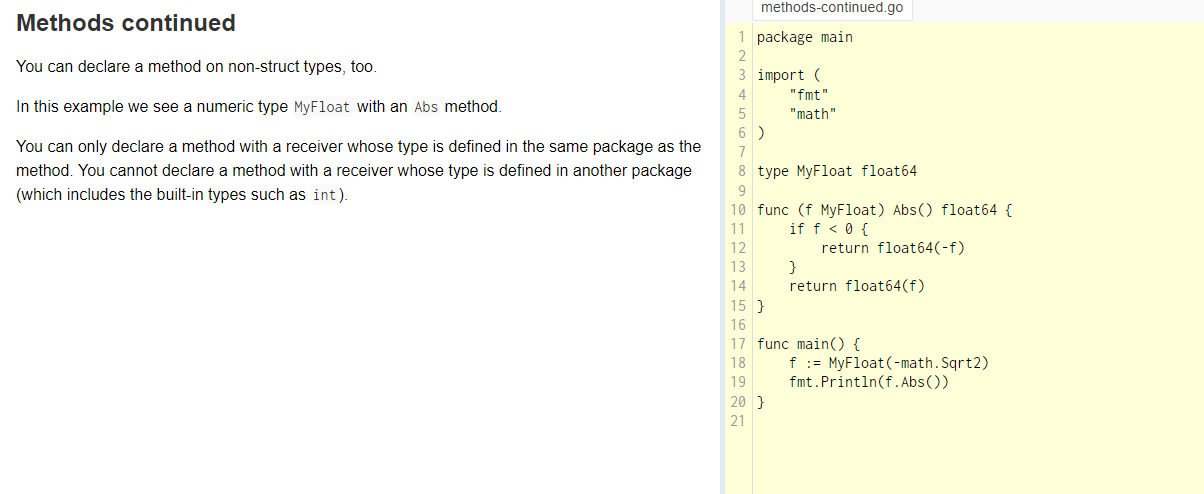 Methods continued
You can declare a method on non-struct types, too.
In this example we see a numeric type MyFloat with an Abs method.
You can only declare a method with a receiver whose type is defined in the same package as the
method. You cannot declare a method with a receiver whose type is defined in another package
(which includes the built-in types such as int).
methods-continued.go
1 package main
2
3 import (
4     "fmt"
5     "math"
6 )
7
8 type MyFloat float64
9
10 func (f MyFloat) Abs() float64 {
11     if f < 0 {
12         return float64(-f)
13     }
14     return float64(f)
15 }
16
17 func main() {
18     f := MyFloat(-math.Sqrt2)
19     fmt.Println(f.Abs())
20 }
21